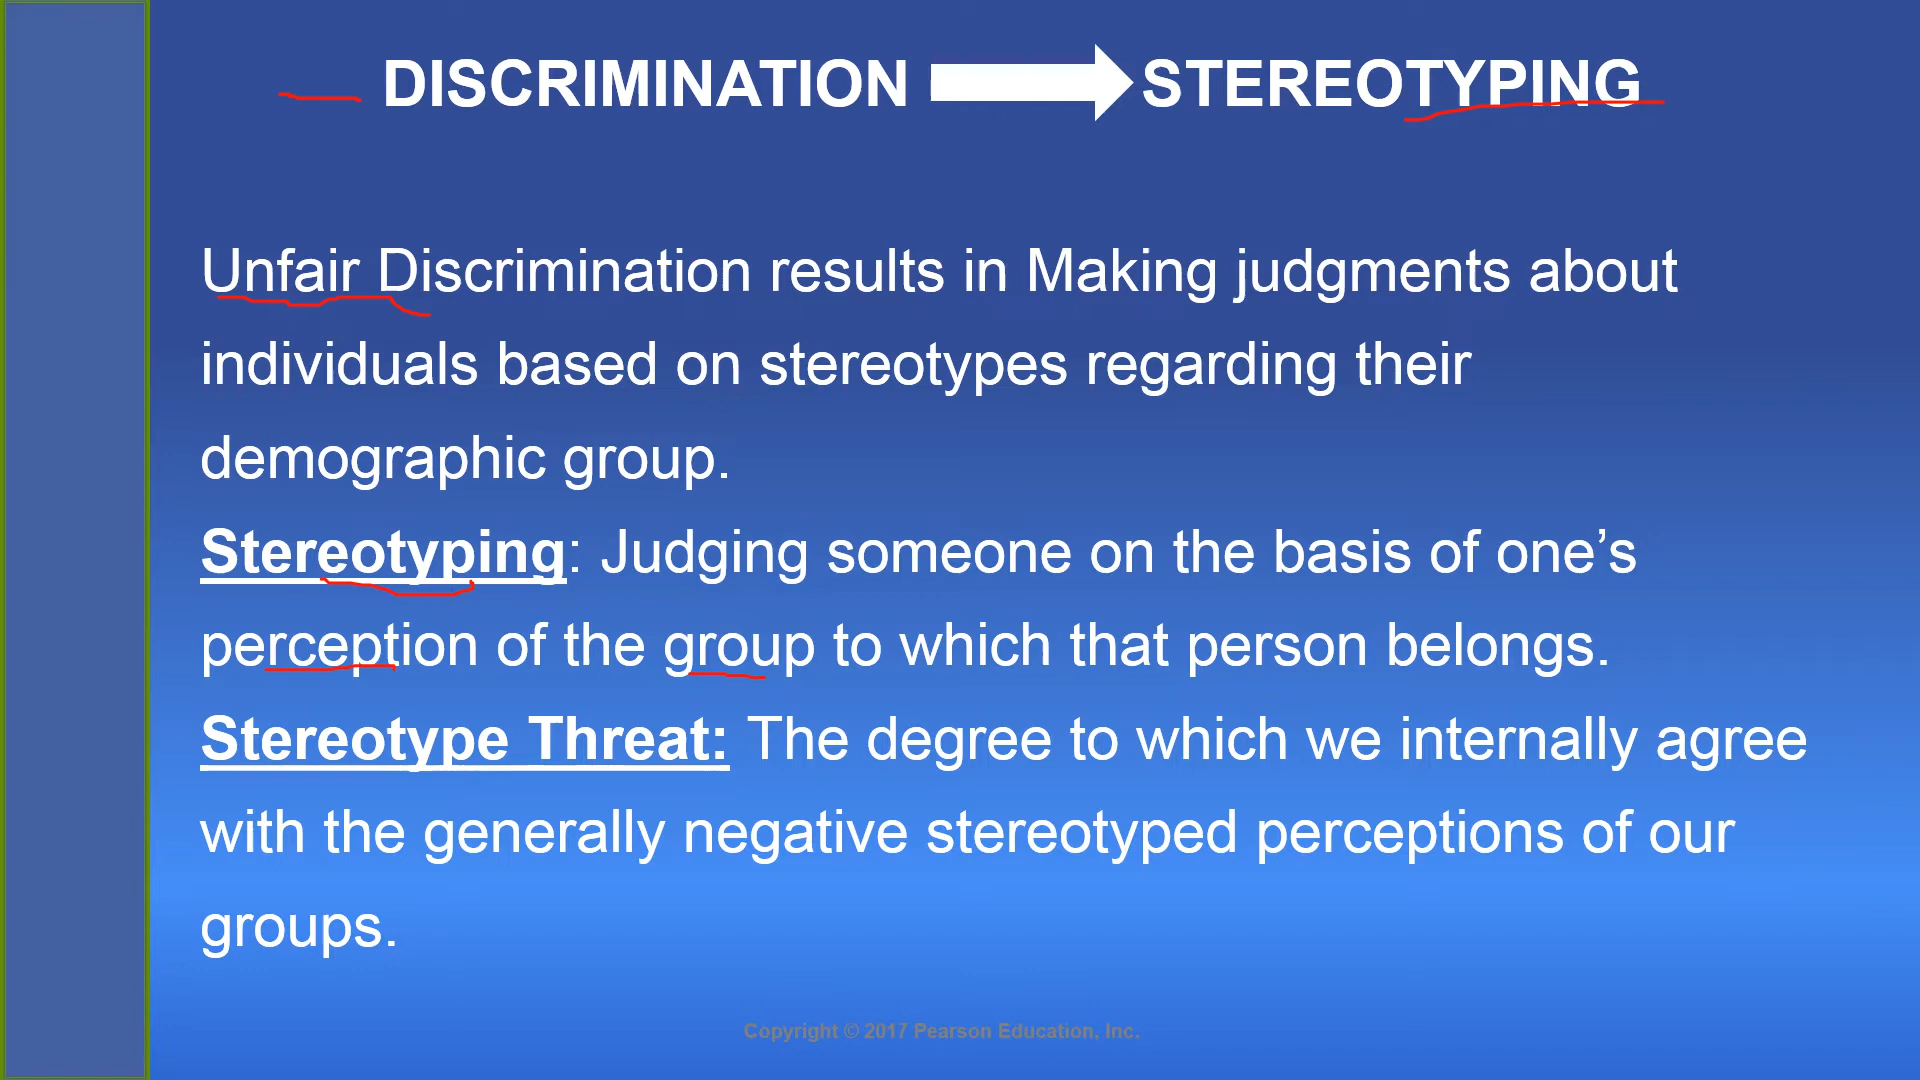 DISCRIMINATION STEREOTYPING
Unfair Discrimination results in Making judgments about
individuals based on stereotypes regarding their
demographic group.
Stereotyping: Judging someone on the basis of one’s
perception of the group to which that person belongs.
Stereotype Threat: The degree to which we internally agree
with the generally negative stereotyped perceptions of our
groups.
Copyright © 2017 Pearson Education, Inc.